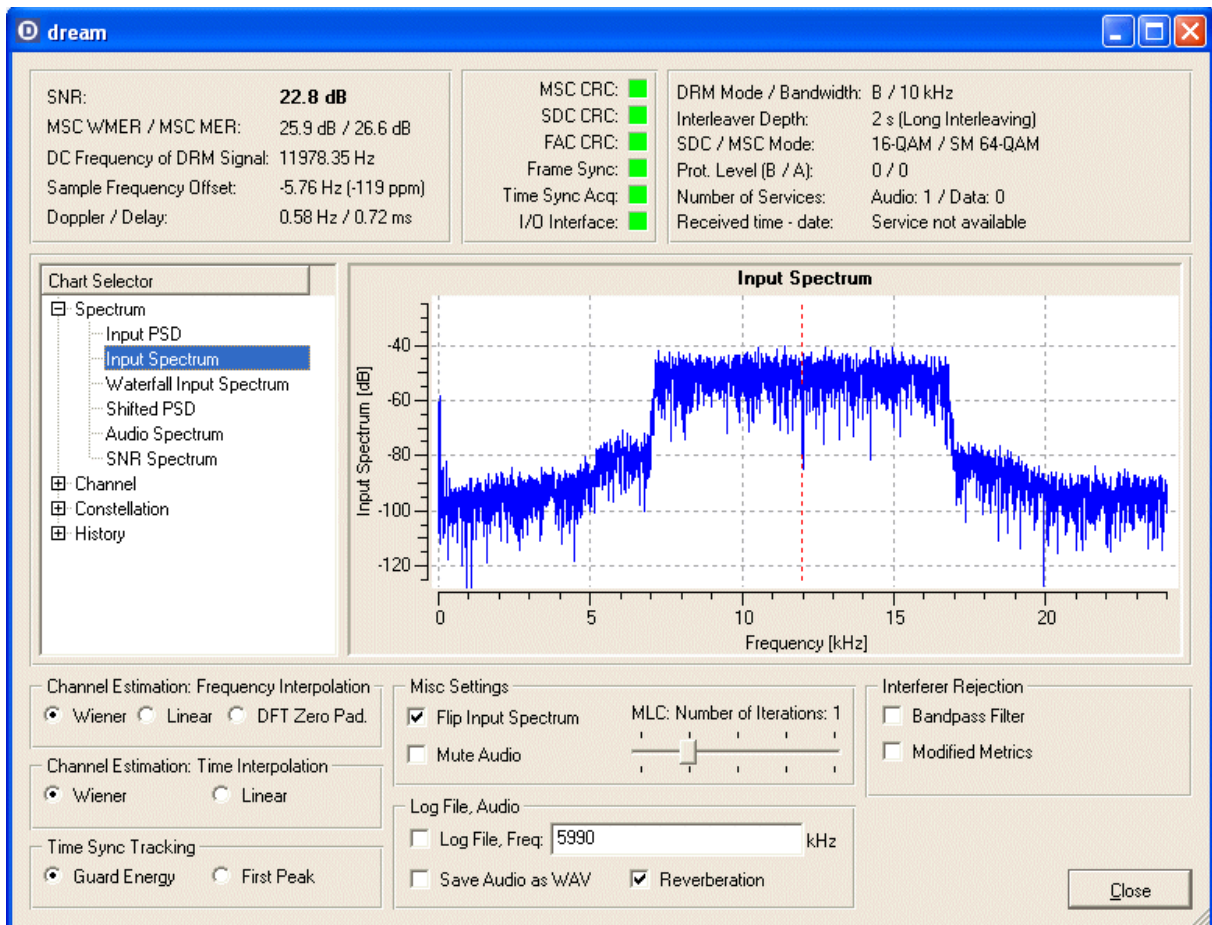 dream
SNR: 22.8 dB
MSC WMER / MSC MER: 25.9 dB / 26.6 dB
DC Frequency of DRM Signal: 11978.35 Hz
Sample Frequency Offset: -5.76 Hz (-119 ppm)
Doppler / Delay: 0.58 Hz / 0.72 ms
MSC CRC:
SDC CRC:
FAC CRC:
Frame Sync:
Time Sync Acq:
I/O Interface:
DRM Mode / Bandwidth: B / 10 kHz
Interleaver Depth: 2 s (Long Interleaving)
SDC / MSC Mode: 16-QAM / SM 64-QAM
Prot. Level (B / A): 0 / 0
Number of Services: Audio: 1 / Data: 0
Received time - date: Service not available
Chart Selector
Spectrum
Input PSD
Input Spectrum
Waterfall Input Spectrum
Shifted PSD
Audio Spectrum
SNR Spectrum
Channel
Constellation
History
Input Spectrum
Input Spectrum [dB]
-40
-60
-80
-100
-120
0 5 10 15 20
Frequency [kHz]
Channel Estimation: Frequency Interpolation
Wiener Linear DFT Zero Pad.
Channel Estimation: Time Interpolation
Wiener Linear
Time Sync Tracking
Guard Energy First Peak
Misc Settings
Flip Input Spectrum
Mute Audio
MLC: Number of Iterations: 1
Log File, Audio
Log File, Freq: 5990 kHz
Save Audio as WAV Reverberation
Interferer Rejection
Bandpass Filter
Modified Metrics
Close